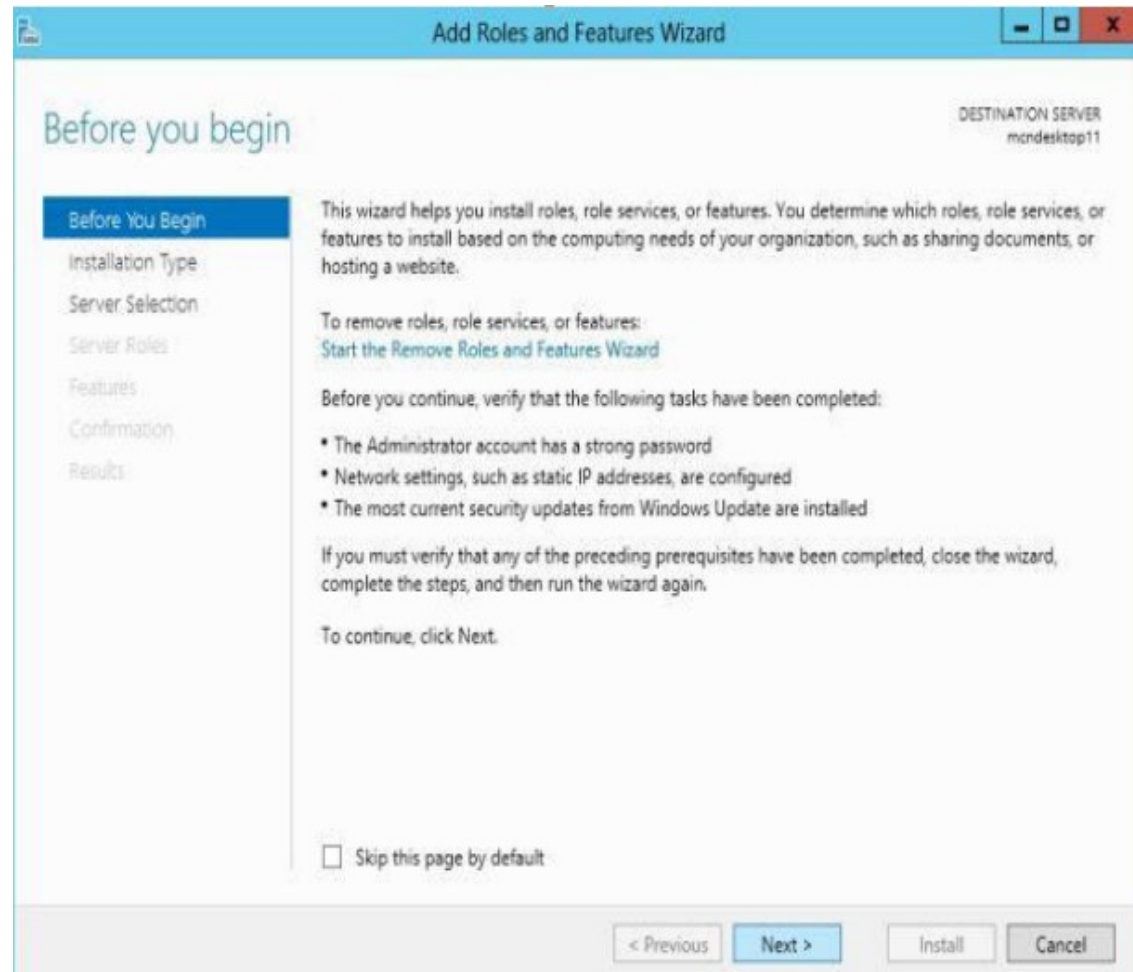 Add Roles and Features Wizard
Before you begin
DESTINATION SERVER
mcndesktop11
Before You Begin
Installation Type
Server Selection
Server Roles
Features
Confirmation
Results
This wizard helps you install roles, role services, or features. You determine which roles, role services, or
features to install based on the computing needs of your organization, such as sharing documents, or
hosting a website.
To remove roles, role services, or features:
Start the Remove Roles and Features Wizard
Before you continue, verify that the following tasks have been completed:
• The Administrator account has a strong password
• Network settings, such as static IP addresses, are configured
• The most current security updates from Windows Update are installed
If you must verify that any of the preceding prerequisites have been completed, close the wizard,
complete the steps, and then run the wizard again.
To continue, click Next.
Skip this page by default
< Previous
Next >
Install
Cancel